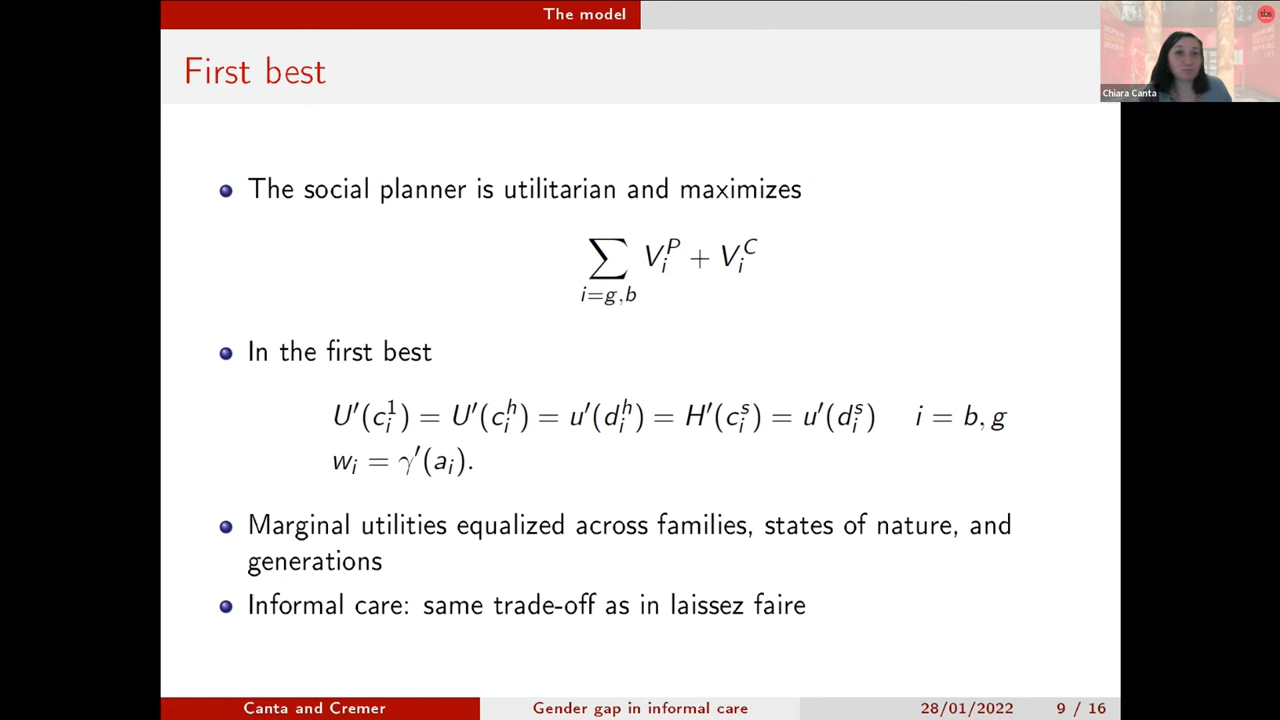 The model
First best
The social planner is utilitarian and maximizes
∑ V_i^P + V_i^C
i=g,b
In the first best
U′(c_i^1) = U′(c_i^h) = u′(d_i^h) = H′(c_i^s) = u′(d_i^s) i = b, g
w_i = γ′(a_i).
Marginal utilities equalized across families, states of nature, and
generations
Informal care: same trade-off as in laissez faire
Canta and Cremer
Gender gap in informal care
28/01/2022
9 / 16
tbs
Chiara Canta